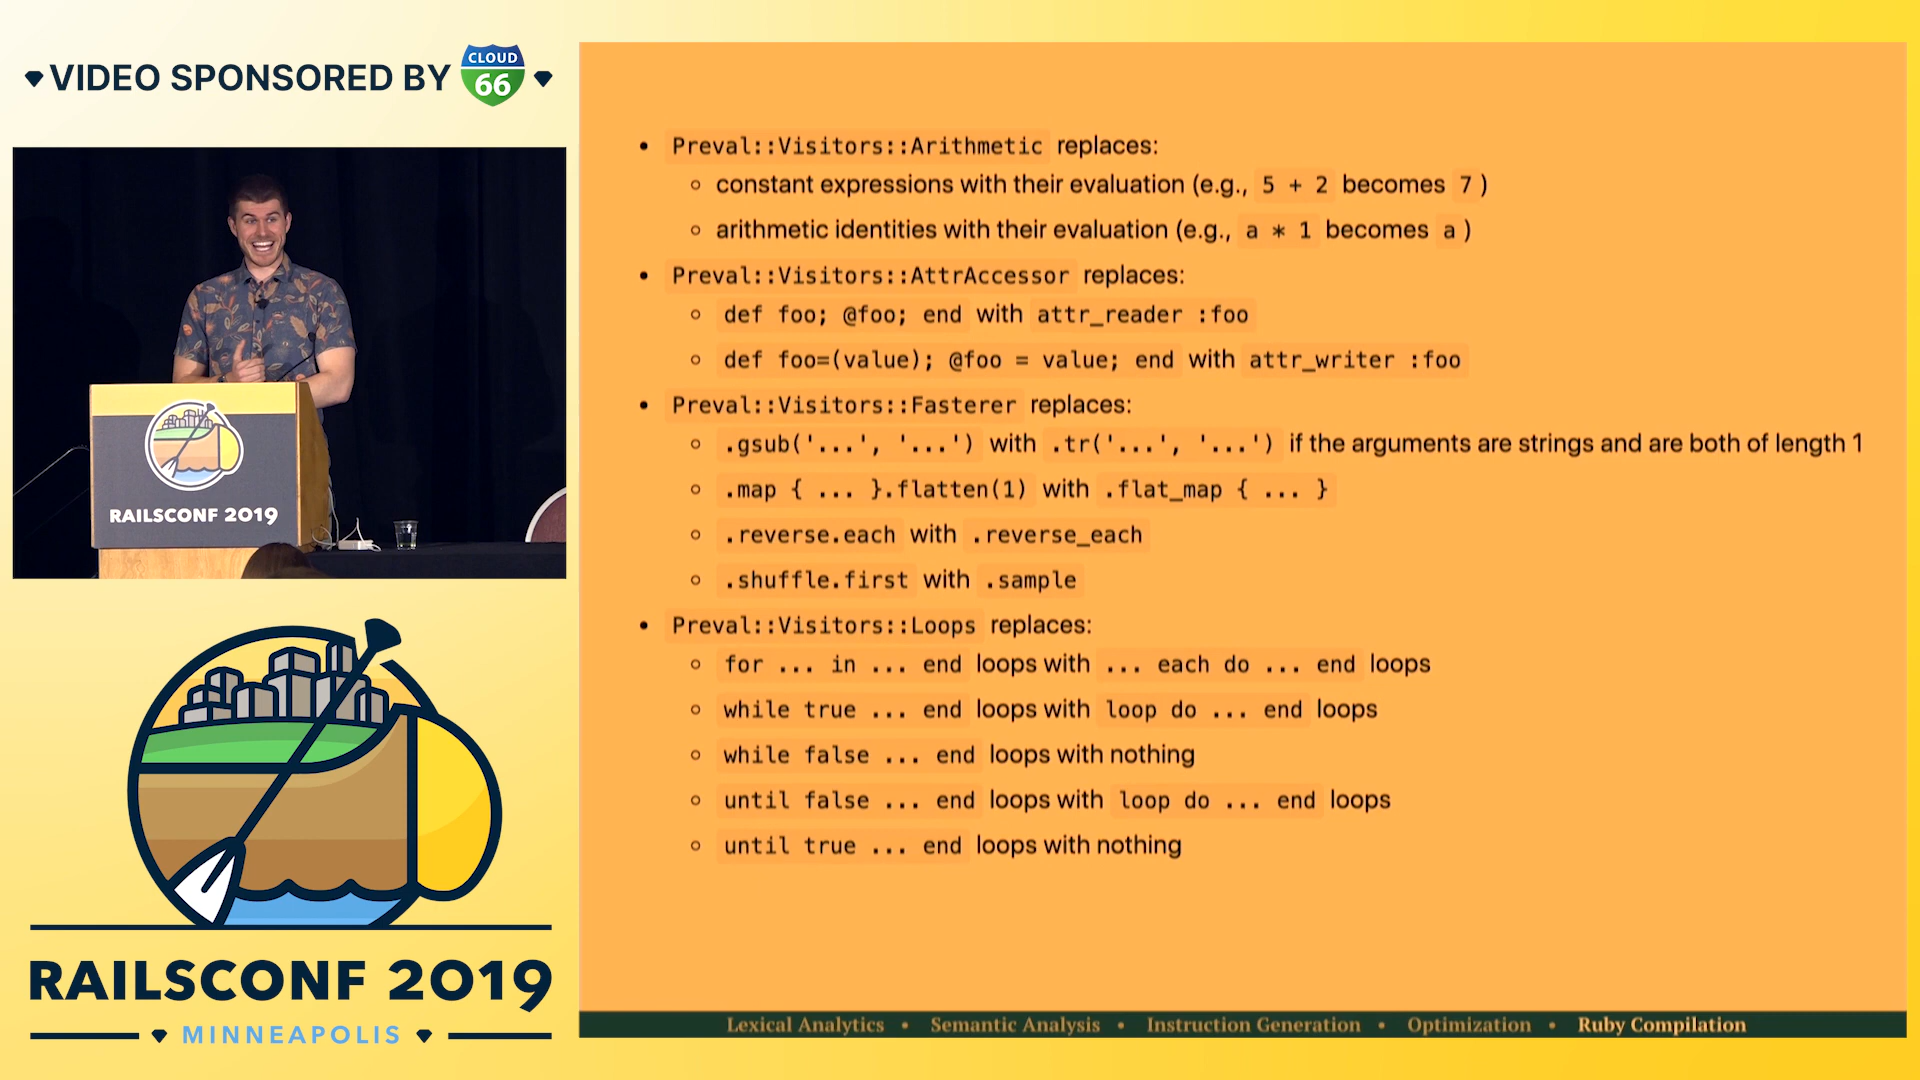 VIDEO SPONSORED BY
CLOUD
66
RAILSCONF 2019
RAILSCONF 2019
MINNEAPOLIS
• Preval::Visitors::Arithmetic replaces:
◦ constant expressions with their evaluation (e.g., 5 + 2 becomes 7 )
◦ arithmetic identities with their evaluation (e.g., a * 1 becomes a )
• Preval::Visitors::AttrAccessor replaces:
◦ def foo; @foo; end with attr_reader :foo
◦ def foo=(value); @foo = value; end with attr_writer :foo
• Preval::Visitors::Fasterer replaces:
◦ .gsub('...', '...') with .tr('...', '...') if the arguments are strings and are both of length 1
◦ .map { ... }.flatten(1) with .flat_map { ... }
◦ .reverse.each with .reverse_each
◦ .shuffle.first with .sample
• Preval::Visitors::Loops replaces:
◦ for ... in ... end loops with ... each do ... end loops
◦ while true ... end loops with loop do ... end loops
◦ while false ... end loops with nothing
◦ until false ... end loops with loop do ... end loops
◦ until true ... end loops with nothing
Lexical Analytics • Semantic Analysis • Instruction Generation • Optimization • Ruby Compilation